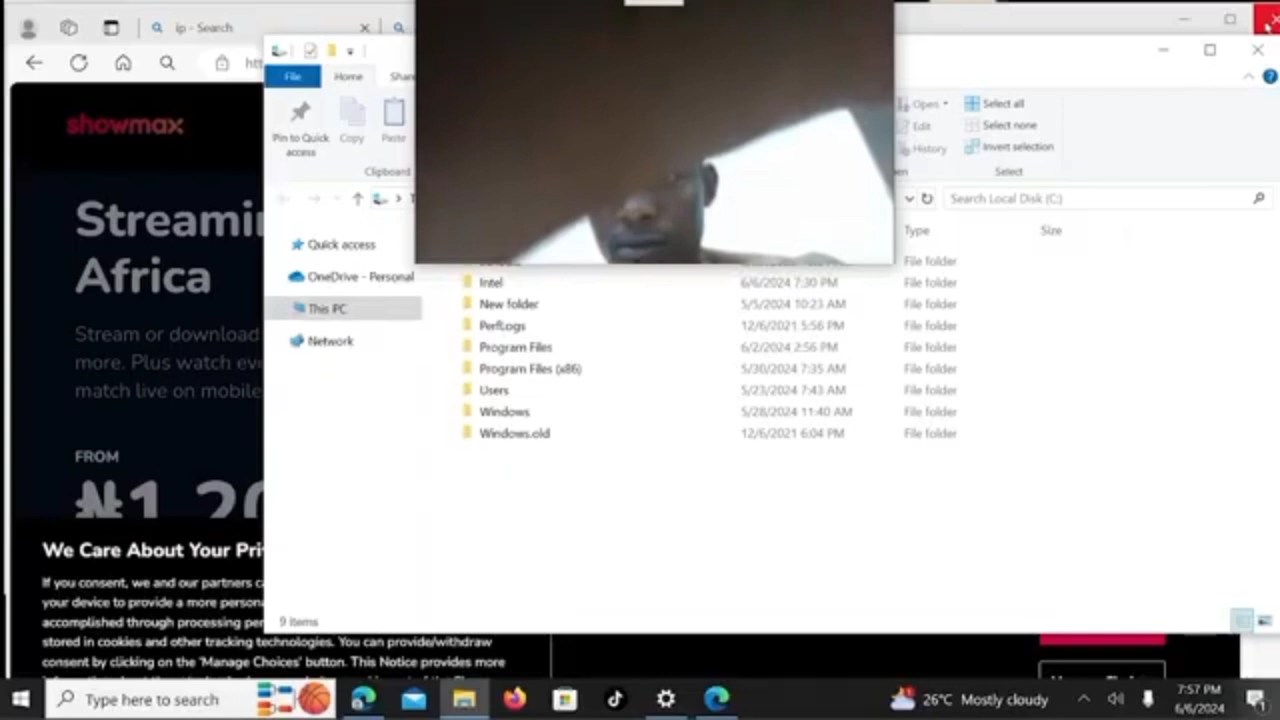 ip - Search
htt
showmax
Streamin
Africa
Stream or download
more. Plus watch eve
match live on mobile
FROM
₦1,20
We Care About Your Pri
If you consent, we and our partners ca
your device to provide a more persona
accomplished through processing per
stored in cookies and other tracking technologies. You can provide/withdraw
consent by clicking on the 'Manage Choices' button. This Notice provides more
File
Home
Share
Pin to Quick
access
Copy
Paste
Clipboard
Open
Edit
History
Select all
Select none
Invert selection
Select
Search Local Disk (C:)
Quick access
OneDrive - Personal
This PC
Network
Type
Size
File folder
Intel 6/6/2024 7:30 PM File folder
New folder 5/5/2024 10:23 AM File folder
PerfLogs 12/6/2021 5:56 PM File folder
Program Files 6/2/2024 2:56 PM File folder
Program Files (x86) 5/30/2024 7:35 AM File folder
Users 5/23/2024 7:43 AM File folder
Windows 5/28/2024 11:40 AM File folder
Windows.old 12/6/2021 6:04 PM File folder
9 items
Type here to search
26°C Mostly cloudy
7:57 PM
6/6/2024